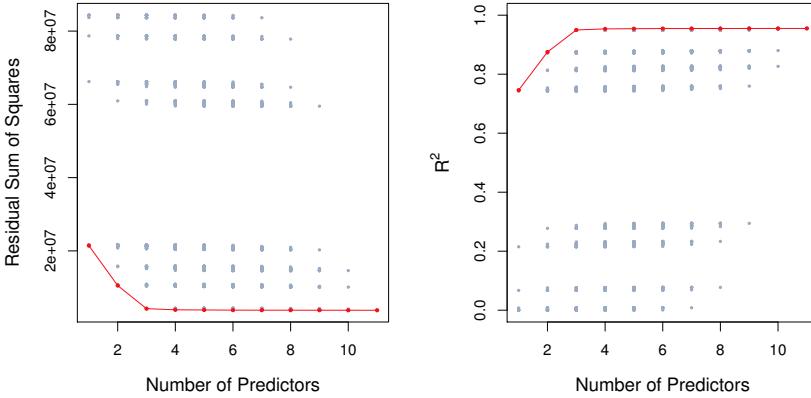 Residual Sum of Squares
8e+07
6e+07
4e+07
2e+07
2 4 6 8 10
Number of Predictors
R²
1.0
0.8
0.6
0.4
0.2
0.0
2 4 6 8 10
Number of Predictors